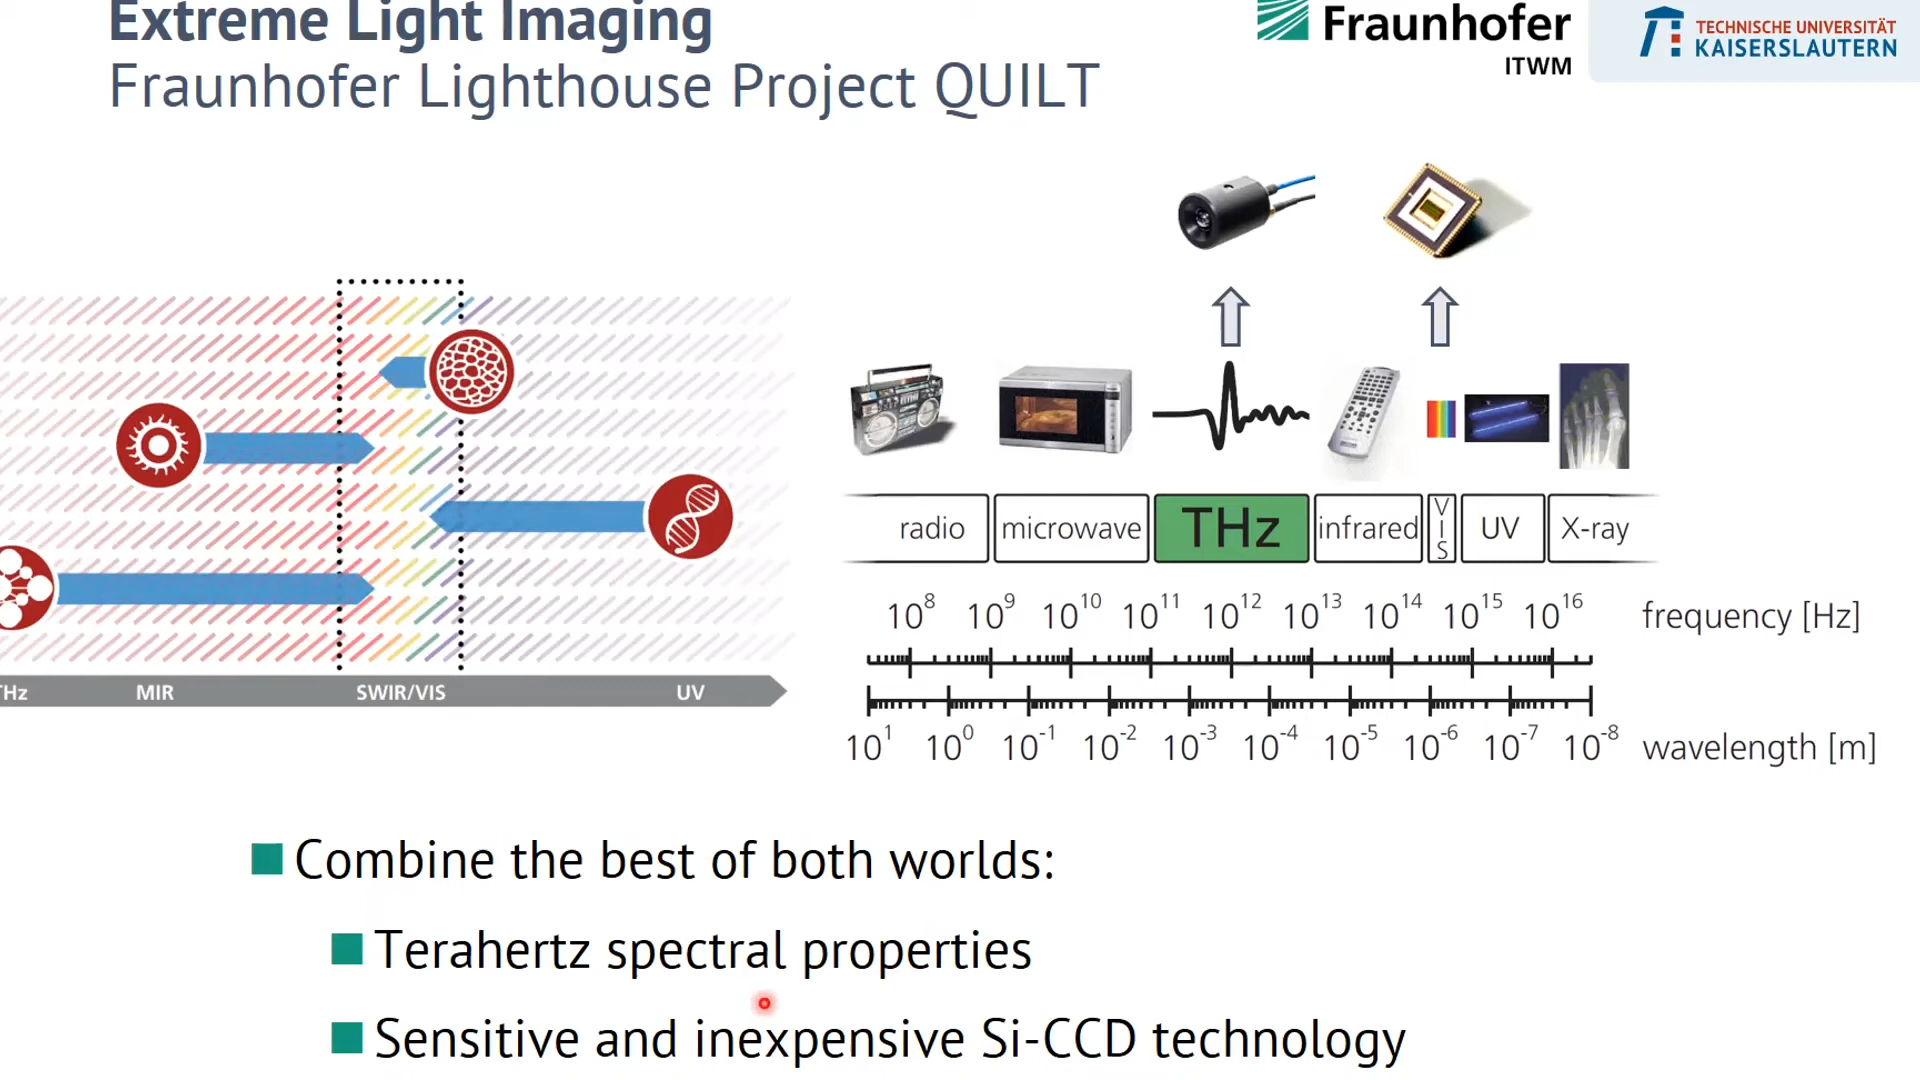 Extreme Light Imaging
Fraunhofer Lighthouse Project QUILT
Fraunhofer
ITWM
TECHNISCHE UNIVERSITÄT
KAISERSLAUTERN
THz MIR SWIR/VIS UV
radio microwave THz infrared VIS UV X-ray
10^8 10^9 10^10 10^11 10^12 10^13 10^14 10^15 10^16 frequency [Hz]
10^1 10^0 10^-1 10^-2 10^-3 10^-4 10^-5 10^-6 10^-7 10^-8 wavelength [m]
Combine the best of both worlds:
Terahertz spectral properties
Sensitive and inexpensive Si-CCD technology